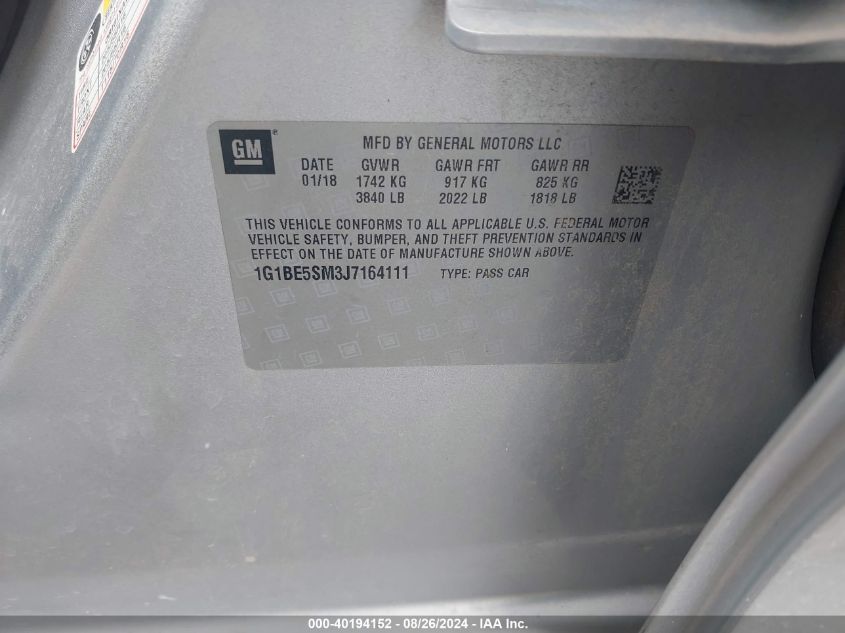 GM
MFD BY GENERAL MOTORS LLC
DATE GVWR GAWR FRT GAWR RR
01/18 1742 KG 917 KG 825 KG
3840 LB 2022 LB 1818 LB
THIS VEHICLE CONFORMS TO ALL APPLICABLE U.S. FEDERAL MOTOR
VEHICLE SAFETY, BUMPER, AND THEFT PREVENTION STANDARDS IN
EFFECT ON THE DATE OF MANUFACTURE SHOWN ABOVE.
1G1BE5SM3J7164111 TYPE: PASS CAR
000-40194152 - 08/26/2024 - IAA Inc.